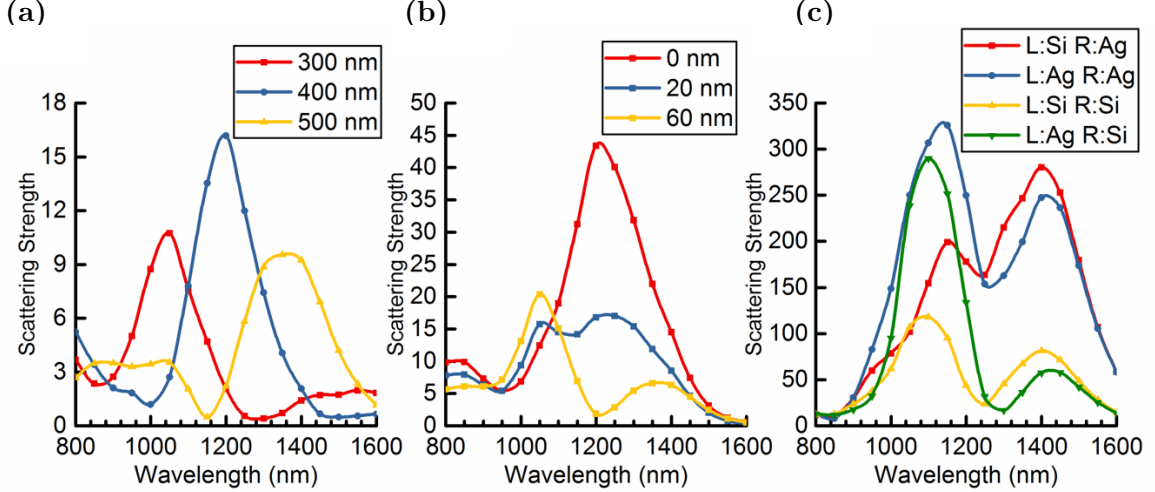 (a)
300 nm
400 nm
500 nm
18
15
12
9
6
3
0
Scattering Strength
800 1000 1200 1400 1600
Wavelength (nm)
(b)
0 nm
20 nm
60 nm
50
45
40
35
30
25
20
15
10
5
0
Scattering Strength
800 1000 1200 1400 1600
Wavelength (nm)
(c)
L:Si R:Ag
L:Ag R:Ag
L:Si R:Si
L:Ag R:Si
350
300
250
200
150
100
50
0
Scattering Strength
800 1000 1200 1400 1600
Wavelength (nm)